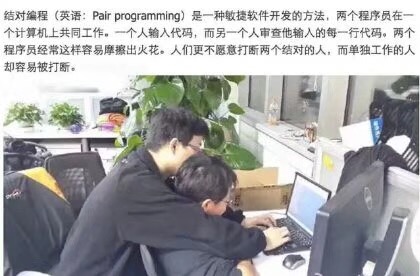 结对编程（英语：Pair programming）是一种敏捷软件开发的方法，两个程序员在一
个计算机上共同工作。一个人输入代码，而另一个人审查他输入的每一行代码。两个
程序员经常这样容易摩擦出火花。人们更不愿意打断两个结对的人，而单独工作的人
却容易被打断。